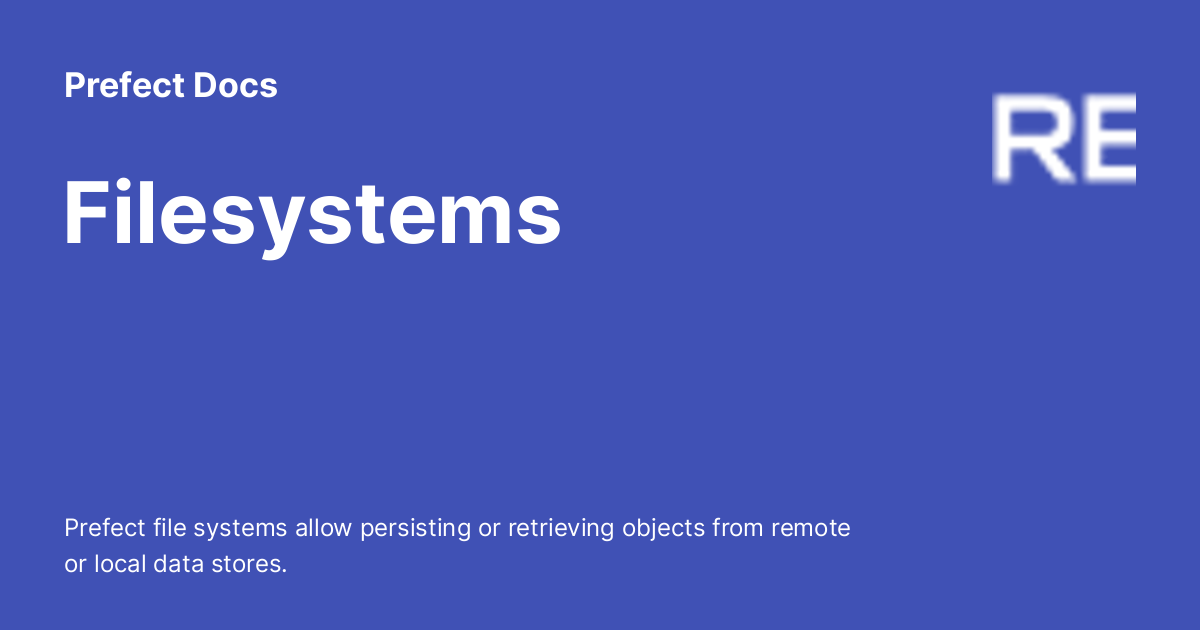 Prefect Docs
RE
Filesystems
Prefect file systems allow persisting or retrieving objects from remote
or local data stores.